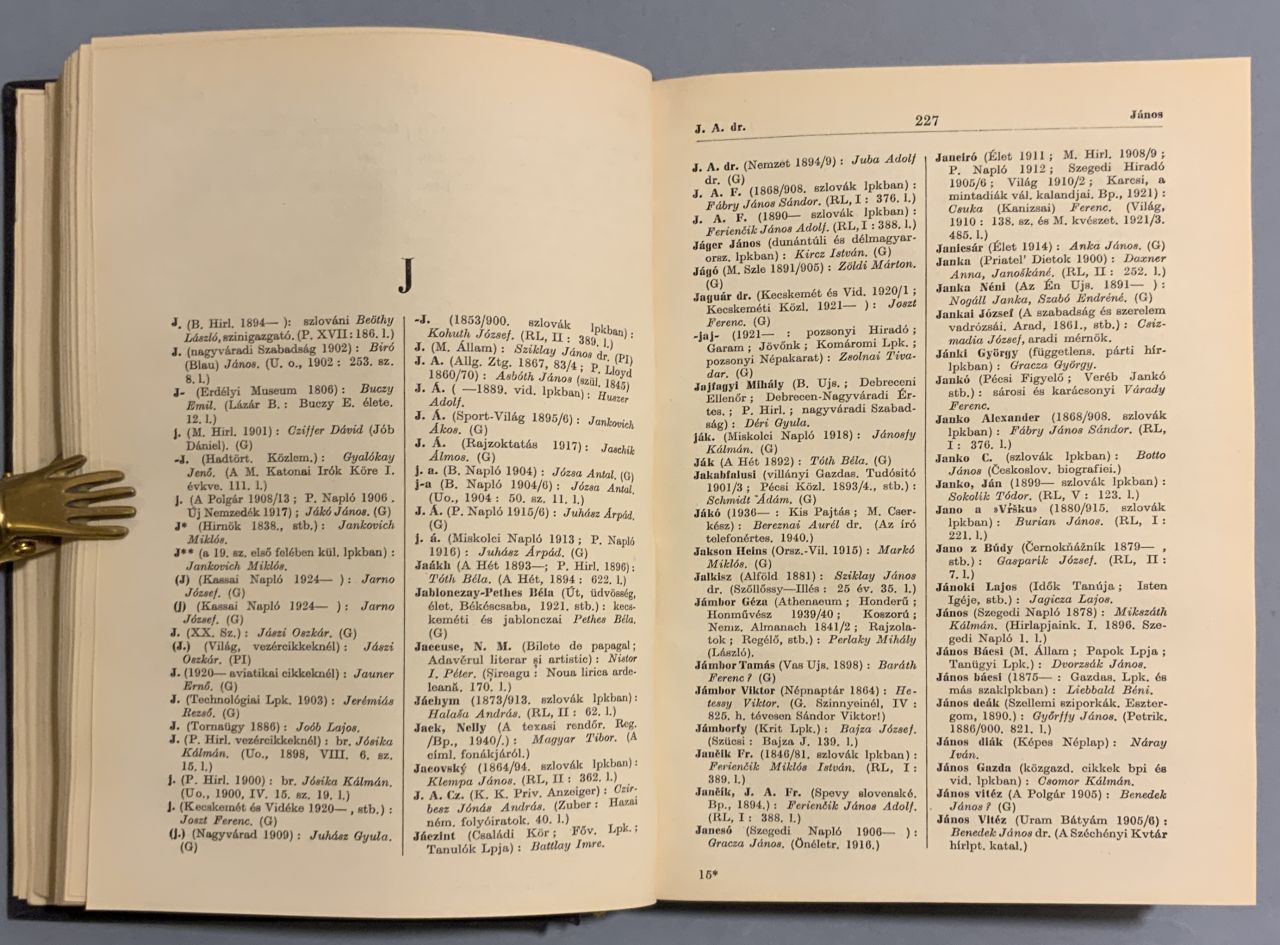 J
J. (B. Hirl. 1894— ): szlováni Beöthy
László, szinigazgató. (P. XVII: 186. l.)
J. (nagyváradi Szabadság 1902) : Biró
(Blau) János. (U. o., 1902 : 253. sz.
8. l.)
J- (Erdélyi Museum 1806) : Buczy
Emil. (Lázár B. : Buczy E. élete.
12. l.)
j. (M. Hirl. 1901) : Cziffer Dávid (Jób
Dániel). (G)
-J. (Hadtört. Közlem.) : Gyalókay
Jenő. (A M. Katonai Irók Köre I.
évkve. 111. l.)
j. (A Polgár 1908/13 ; P. Napló 1906.
Új Nemzedék 1917) ; Jákó János. (G)
J* (Hirnök 1838., stb.) : Jankovich
Miklós.
J** (a 19. sz. első felében kül. lpkban) :
Jankovich Miklós.
(J) (Kassai Napló 1924— ) : Jarno
József. (G)
(j) (Kassai Napló 1924— ) : Jarno
József. (G)
J. (XX. Sz.) : Jászi Oszkár. (G)
(J.) (Világ, vezércikkeknél) : Jászi
Oszkár. (PI)
J. (1920— aviatikai cikkeknél) : Jauner
Ernő. (G)
J. (Technológiai Lpk. 1903) : Jerémiás
Rezső. (G)
J. (Tornaügy 1886) : Joób Lajos.
J. (P. Hirl. vezércikkeknél) : br. Jósika
Kálmán. (Uo., 1898, VIII. 6. sz.
15. l.)
j. (P. Hirl. 1900) : br. Jósika Kálmán.
(Uo., 1900, IV. 15. sz. 19. l.)
j. (Kecskemét és Vidéke 1920— , stb.) :
Joszt Ferenc. (G)
(j.) (Nagyvárad 1909) : Juhász Gyula.
(G)
-J. (1853/900. szlovák lpkban) :
Kohuth József. (RL, II : 389. l.)
J. (M. Állam) : Sziklay János dr. (PI)
J. A. (Allg. Ztg. 1867, 83/4 ; P. Lloyd
1860/70) : Asbóth János (szül. 1845)
J. Á. ( —1889. vid. lpkban) : Huszer
Adolf.
J. Á. (Sport-Világ 1895/6) : Jankovich
Ákos. (G)
J. Á. (Rajzoktatás 1917) : Jaschik
Álmos. (G)
j. a. (B. Napló 1904) : Józsa Antal. (G)
j-a (B. Napló 1904/6) : Józsa Antal.
(Uo., 1904 : 50. sz. 11. l.)
J. Á. (P. Napló 1915/6) : Juhász Árpád.
(G)
j. á. (Miskolci Napló 1913 ; P. Napló
1916) : Juhász Árpád. (G)
Jaákh (A Hét 1893—; P. Hirl. 1896) :
Tóth Béla. (A Hét, 1894 : 622. l.)
Jablonczay-Pethes Béla (Út, üdvösség,
élet. Békéscsaba, 1921. stb.) : kecs-
keméti és jablonczai Pethes Béla.
(G)
Jaceuse, N. M. (Bilete de papagal ;
Adevărul literar și artistic) : Nistor
I. Péter. (Șireagu : Noua lirica arde-
leană. 170. l.)
Jáchym (1873/913. szlovák lpkban) :
Halaša András. (RL, II : 62. l.)
Jack, Nelly (A texasi rendőr. Reg.
/Bp., 1940/.) : Magyar Tibor. (A
címl. fonákjáról.)
Jacovský (1864/94. szlovák lpkban) :
Klempa János. (RL, II : 362. l.)
J. A. Cz. (K. K. Priv. Anzeiger) : Czir-
besz Jónás András. (Zuber : Hazai
ném. folyóiratok. 40. l.)
Jáczint (Családi Kör ; Főv. Lpk. ;
Tanulók Lpja) : Battlay Imre.
J. A. dr. 227 János
J. A. dr. (Nemzet 1894/9) : Juba Adolf
dr. (G)
J. A. F. (1868/908. szlovák lpkban) :
Fábry János Sándor. (RL, I : 376. l.)
J. A. F. (1890— szlovák lpkban) :
Ferienčik János Adolf. (RL, I : 388. l.)
Jáger János (dunántúli és délmagyar-
orsz. lpkban) : Kircz István. (G)
Jágó (M. Szle 1891/905) : Zöldi Márton.
(G)
Jaguár dr. (Kecskemét és Vid. 1920/1 ;
Kecskeméti Közl. 1921— ) : Joszt
Ferenc. (G)
-jaj- (1921— : pozsonyi Hiradó ;
Garam ; Jövőnk ; Komáromi Lpk. ;
pozsonyi Népakarat) : Zsolnai Tiva-
dar. (G)
Jajfagyi Mihály (B. Ujs. ; Debreceni
Ellenőr ; Debrecen-Nagyváradi Ér-
tes. ; P. Hirl. ; nagyváradi Szabad-
ság) : Déri Gyula.
ják. (Miskolci Napló 1918) : Jánosfy
Kálmán. (G)
Ják (A Hét 1892) : Tóth Béla. (G)
Jakabfalusi (villányi Gazdas. Tudósító
1901/3 ; Pécsi Közl. 1893/4., stb.) :
Schmidt Ádám. (G)
Jákó (1936— : Kis Pajtás ; M. Cser-
kész) : Bereznai Aurél dr. (Az író
telefonértes. 1940.)
Jakson Heins (Orsz.-Vil. 1915) : Markó
Miklós. (G)
Jalkisz (Alföld 1881) : Sziklay János
dr. (Szőllőssy—Illés : 25 év. 35. l.)
Jámbor Géza (Athenaeum ; Honderű ;
Honművész 1939/40 ; Koszorú ;
Nemz. Almanach 1841/2 ; Rajzola-
tok ; Regélő, stb.) : Perlaky Mihály
(László).
Jámbor Tamás (Vas Ujs. 1898) : Baráth
Ferenc ? (G)
Jámbor Viktor (Népnaptár 1864) : He-
tessy Viktor. (G. Szinnyeinél, IV :
825. h. tévesen Sándor Viktor!)
Jámborfy (Krit Lpk.) : Bajza József.
(Szücsi : Bajza J. 139. l.)
Jančik Fr. (1846/81. szlovák lpkban) :
Ferienčik Miklós István. (RL, I :
389. l.)
Jančik, J. A. Fr. (Spevy slovenské.
Bp., 1894.) : Ferienčik János Adolf.
(RL, I : 388. l.)
Jancsó (Szegedi Napló 1906— ) :
Gracza János. (Önéletr. 1916.)
15*
Janeiró (Élet 1911 ; M. Hirl. 1908/9 ;
P. Napló 1912 ; Szegedi Hiradó
1905/6 ; Világ 1910/2 ; Karcsi, a
mintadiák vál. kalandjai. Bp., 1921) :
Csuka (Kanizsai) Ferenc. (Világ,
1910 : 138. sz. és M. kvészet. 1921/3.
485. l.)
Janicsár (Élet 1914) : Anka János. (G)
Janka (Priatel' Dietok 1900) : Daxner
Anna, Janoškáné. (RL, II : 252. l.)
Janka Néni (Az Én Ujs. 1891— ) :
Nogáll Janka, Szabó Endréné. (G)
Jankai József (A szabadság és szerelem
vadrózsái. Arad, 1861., stb.) : Csiz-
madia József, aradi mérnök.
Jánki György (függetlens. párti hír-
lpkban) : Gracza György.
Jankó (Pécsi Figyelő ; Veréb Jankó
stb.) : sárosi és karácsonyi Várady
Ferenc.
Janko Alexander (1868/908. szlovák
lpkban) : Fábry János Sándor. (RL,
I : 376. l.)
Janko C. (szlovák lpkban) : Botto
János (Českoslov. biografiei.)
Janko, Ján (1899— szlovák lpkban) :
Sokolik Tódor. (RL, V : 123. l.)
Jano a »Vŕšku« (1880/915. szlovák
lpkban) : Burian János. (RL, I :
221. l.)
Jano z Búdy (Černokňážník 1879— ,
stb.) : Gasparik József. (RL, II :
7. l.)
Jánoki Lajos (Idők Tanúja ; Isten
Igéje, stb.) : Jagicza Lajos.
János (Szegedi Napló 1878) : Mikszáth
Kálmán. (Hirlapjaink. I. 1896. Sze-
gedi Napló 1. l.)
János Bácsi (M. Állam ; Papok Lpja ;
Tanügyi Lpk.) : Dvorzsák János.
János bácsi (1875— : Gazdas. Lpk. és
más szaklpkban) : Liebbald Béni.
János deák (Szellemi sziporkák. Eszter-
gom, 1890.) : Győrffy János. (Petrik.
1886/900. 821. l.)
János diák (Képes Néplap) : Náray
Iván.
János Gazda (közgazd. cikkek bpi és
vid. lpkban) : Csomor Kálmán.
János vitéz (A Polgár 1905) : Benedek
János ? (G)
János Vitéz (Uram Bátyám 1905/6) :
Benedek János dr. (A Széchényi Kvtár
hírlpt. katal.)